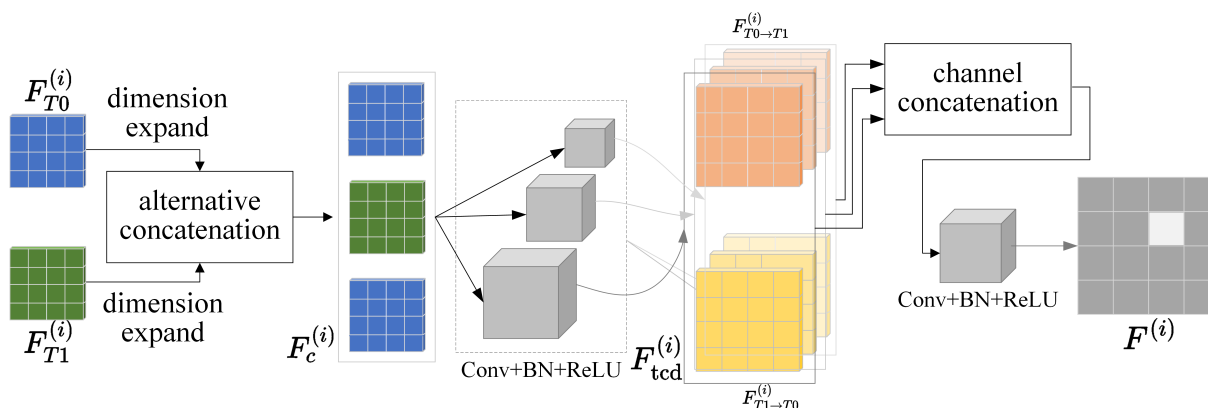 F_{T0}^{(i)}
dimension
expand
alternative
concatenation
F_{T1}^{(i)}
dimension
expand
F_c^{(i)}
Conv+BN+ReLU
F_{T0→T1}^{(i)}
F_{tcd}^{(i)}
F_{T1→T0}^{(i)}
channel
concatenation
Conv+BN+ReLU
F^{(i)}